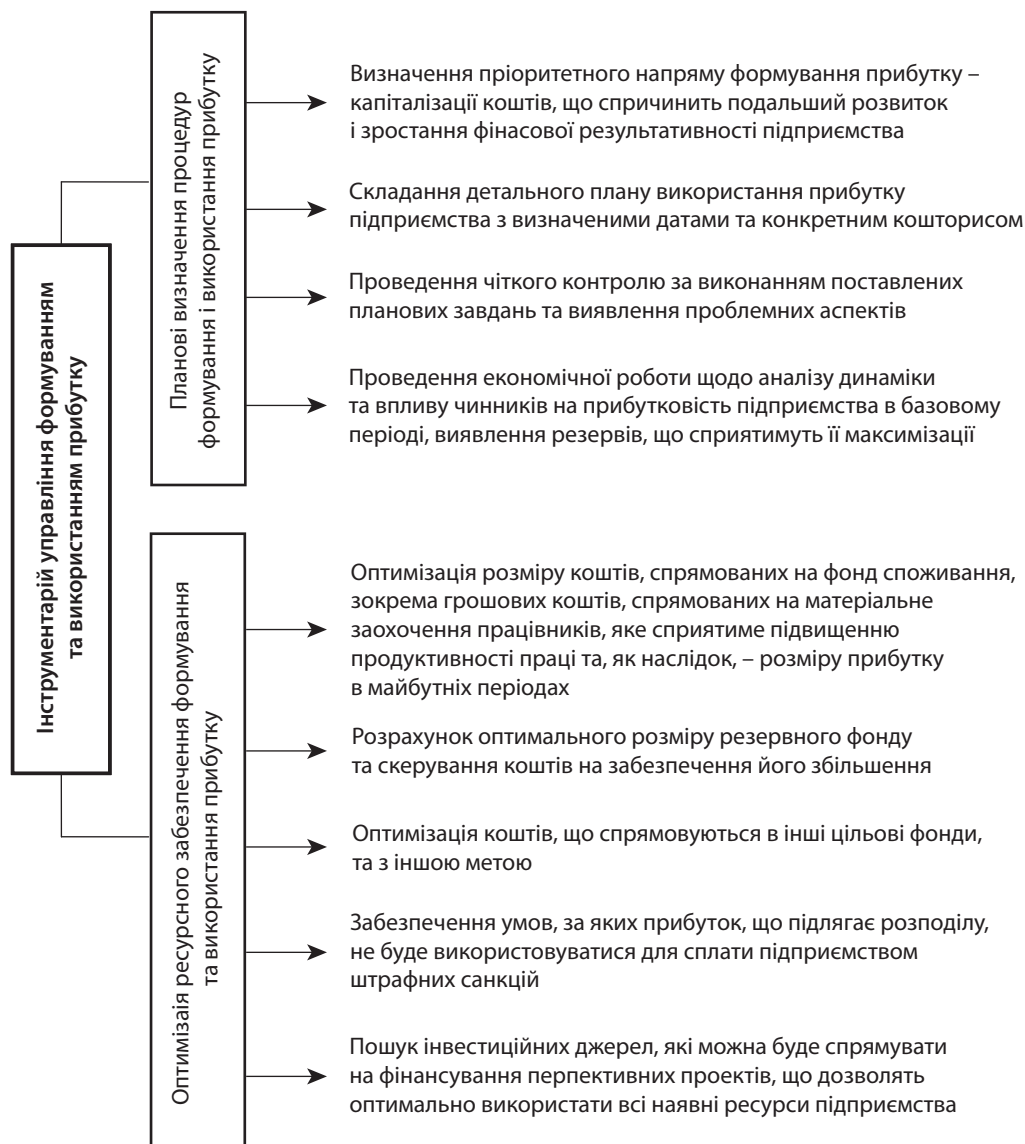 Інструментарій управління формуванням
та використанням прибутку
Планові визначення процедур
формування і використання прибутку
Визначення пріоритетного напряму формування прибутку –
капіталізації коштів, що спричинить подальший розвиток
і зростання фінасової результативності підприємства
Складання детального плану використання прибутку
підприємства з визначеними датами та конкретним кошторисом
Проведення чіткого контролю за виконанням поставлених
планових завдань та виявлення проблемних аспектів
Проведення економічної роботи щодо аналізу динаміки
та впливу чинників на прибутковість підприємства в базовому
періоді, виявлення резервів, що сприятимуть її максимізації
Оптимізаія ресурсного забезпечення формування
та використання прибутку
Оптимізація розміру коштів, спрямованих на фонд споживання,
зокрема грошових коштів, спрямованих на матеріальне
заохочення працівників, яке сприятиме підвищенню
продуктивності праці та, як наслідок, – розміру прибутку
в майбутніх періодах
Розрахунок оптимального розміру резервного фонду
та скерування коштів на забезпечення його збільшення
Оптимізація коштів, що спрямовуються в інші цільові фонди,
та з іншою метою
Забезпечення умов, за яких прибуток, що підлягає розподілу,
не буде використовуватися для сплати підприємством
штрафних санкцій
Пошук інвестиційних джерел, які можна буде спрямувати
на фінансування перпективних проектів, що дозволять
оптимально використати всі наявні ресурси підприємства